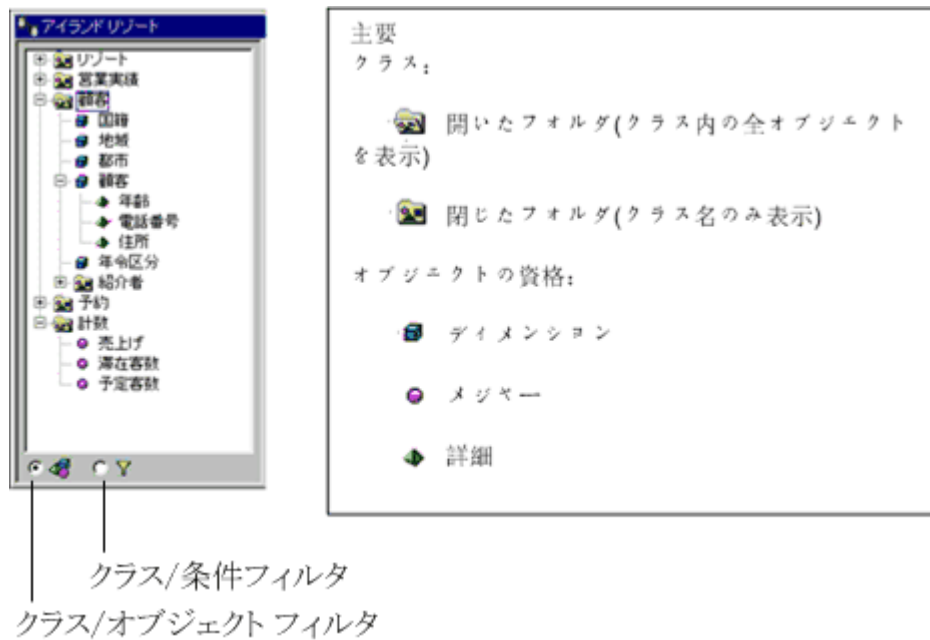 アイランド リゾート
リゾート
営業実績
顧客
国籍
地域
都市
顧客
年齢
電話番号
住所
年令区分
紹介者
予約
計数
売上げ
滞在客数
予定客数
クラス/条件フィルタ
クラス/オブジェクト フィルタ
主要
クラス:
開いたフォルダ(クラス内の全オブジェクト
を表示)
閉じたフォルダ(クラス名のみ表示)
オブジェクトの資格:
ディメンション
メジャー
詳細